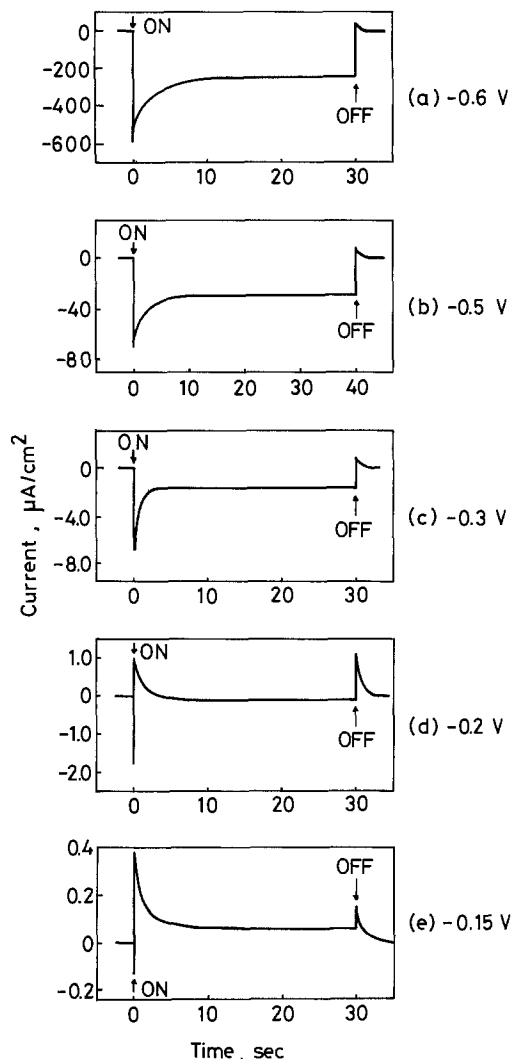 ON
0
-200
-400
-600
OFF
(a) -0.6 V
0 10 20 30
ON
0
-40
-8.0
OFF
(b) -0.5 V
0 10 20 30 40
ON
0
-4.0
-8.0
OFF
(c) -0.3 V
0 10 20 30
Current, μA/cm²
ON
1.0
0
-1.0
-2.0
OFF
(d) -0.2 V
0 10 20 30
0.4
0.2
0
-0.2
OFF
ON
(e) -0.15 V
0 10 20 30
Time, sec